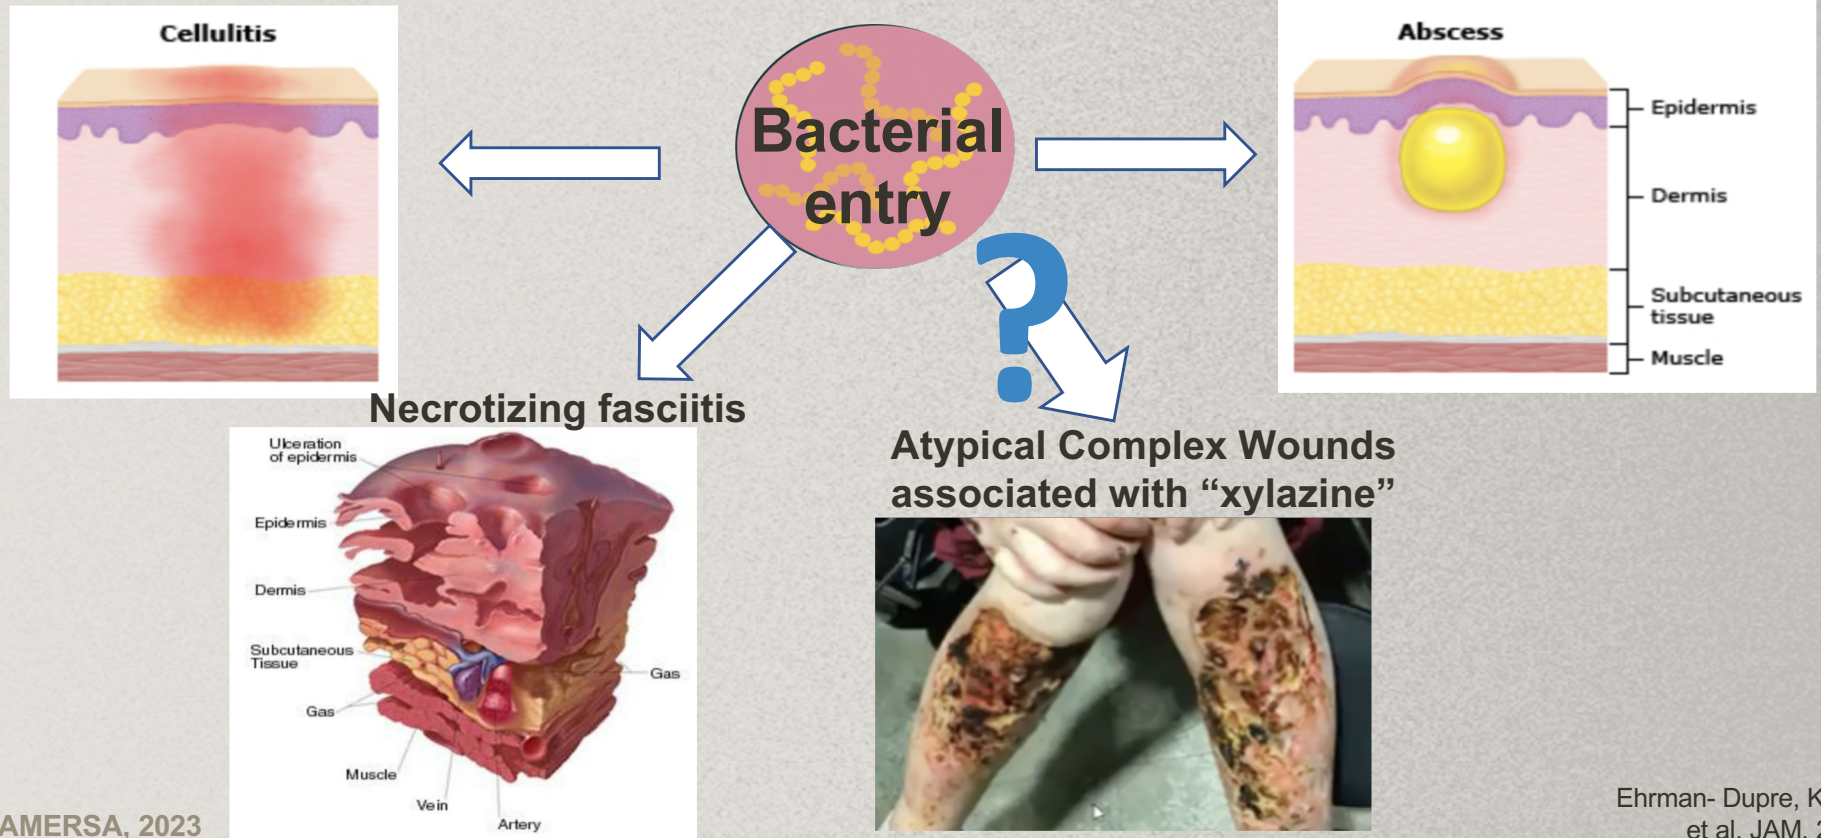 Cellulitis
Bacterial
entry
Abscess
Epidermis
Dermis
Subcutaneous
tissue
Muscle
?
Necrotizing fasciitis
Ulceration
of epidermis
Epidermis
Dermis
Subcutaneous
Tissue
Gas
Muscle
Vein
Artery
Gas
Atypical Complex Wounds
associated with “xylazine”
AMERSA, 2023
Ehrman- Dupre, K
et al. JAM. 2